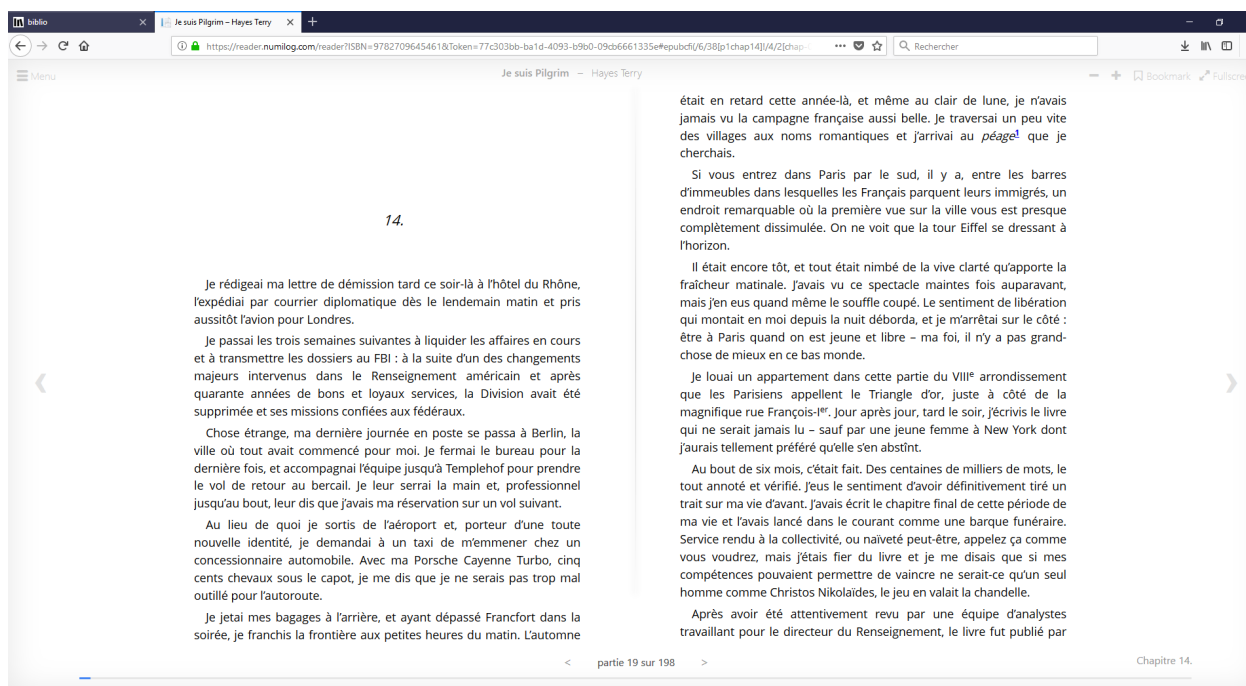 biblio
Je suis Pilgrim – Hayes Terry
https://reader.numilog.com/reader?ISBN=9782709645461&Token=77c303bb-ba1d-4093-b9b0-09cb6661335e#epubcfi(/6/38[p1chap14]!/4/2[chap-
Rechercher
Menu
Je suis Pilgrim – Hayes Terry
Bookmark
Fullscree
14.
Je rédigeai ma lettre de démission tard ce soir-là à l’hôtel du Rhône,
l’expédiai par courrier diplomatique dès le lendemain matin et pris
aussitôt l’avion pour Londres.
Je passai les trois semaines suivantes à liquider les affaires en cours
et à transmettre les dossiers au FBI : à la suite d’un des changements
majeurs intervenus dans le Renseignement américain et après
quarante années de bons et loyaux services, la Division avait été
supprimée et ses missions confiées aux fédéraux.
Chose étrange, ma dernière journée en poste se passa à Berlin, la
ville où tout avait commencé pour moi. Je fermai le bureau pour la
dernière fois, et accompagnai l’équipe jusqu’à Templehof pour prendre
le vol de retour au bercail. Je leur serrai la main et, professionnel
jusqu’au bout, leur dis que j’avais ma réservation sur un vol suivant.
Au lieu de quoi je sortis de l’aéroport et, porteur d’une toute
nouvelle identité, je demandai à un taxi de m’emmener chez un
concessionnaire automobile. Avec ma Porsche Cayenne Turbo, cinq
cents chevaux sous le capot, je me dis que je ne serais pas trop mal
outillé pour l’autoroute.
Je jetai mes bagages à l’arrière, et ayant dépassé Francfort dans la
soirée, je franchis la frontière aux petites heures du matin. L’automne
était en retard cette année-là, et même au clair de lune, je n’avais
jamais vu la campagne française aussi belle. Je traversai un peu vite
des villages aux noms romantiques et j’arrivai au péage1 que je
cherchais.
Si vous entrez dans Paris par le sud, il y a, entre les barres
d’immeubles dans lesquelles les Français parquent leurs immigrés, un
endroit remarquable où la première vue sur la ville vous est presque
complètement dissimulée. On ne voit que la tour Eiffel se dressant à
l’horizon.
Il était encore tôt, et tout était nimbé de la vive clarté qu’apporte la
fraîcheur matinale. J’avais vu ce spectacle maintes fois auparavant,
mais j’en eus quand même le souffle coupé. Le sentiment de libération
qui montait en moi depuis la nuit déborda, et je m’arrêtai sur le côté :
être à Paris quand on est jeune et libre – ma foi, il n’y a pas grand-
chose de mieux en ce bas monde.
Je louai un appartement dans cette partie du VIIIe arrondissement
que les Parisiens appellent le Triangle d’or, juste à côté de la
magnifique rue François-Ier. Jour après jour, tard le soir, j’écrivis le livre
qui ne serait jamais lu – sauf par une jeune femme à New York dont
j’aurais tellement préféré qu’elle s’en abstînt.
Au bout de six mois, c’était fait. Des centaines de milliers de mots, le
tout annoté et vérifié. J’eus le sentiment d’avoir définitivement tiré un
trait sur ma vie d’avant. J’avais écrit le chapitre final de cette période de
ma vie et l’avais lancé dans le courant comme une barque funéraire.
Service rendu à la collectivité, ou naïveté peut-être, appelez ça comme
vous voudrez, mais j’étais fier du livre et je me disais que si mes
compétences pouvaient permettre de vaincre ne serait-ce qu’un seul
homme comme Christos Nikolaïdes, le jeu en valait la chandelle.
Après avoir été attentivement revu par une équipe d’analystes
travaillant pour le directeur du Renseignement, le livre fut publié par
< partie 19 sur 198 >
Chapitre 14.